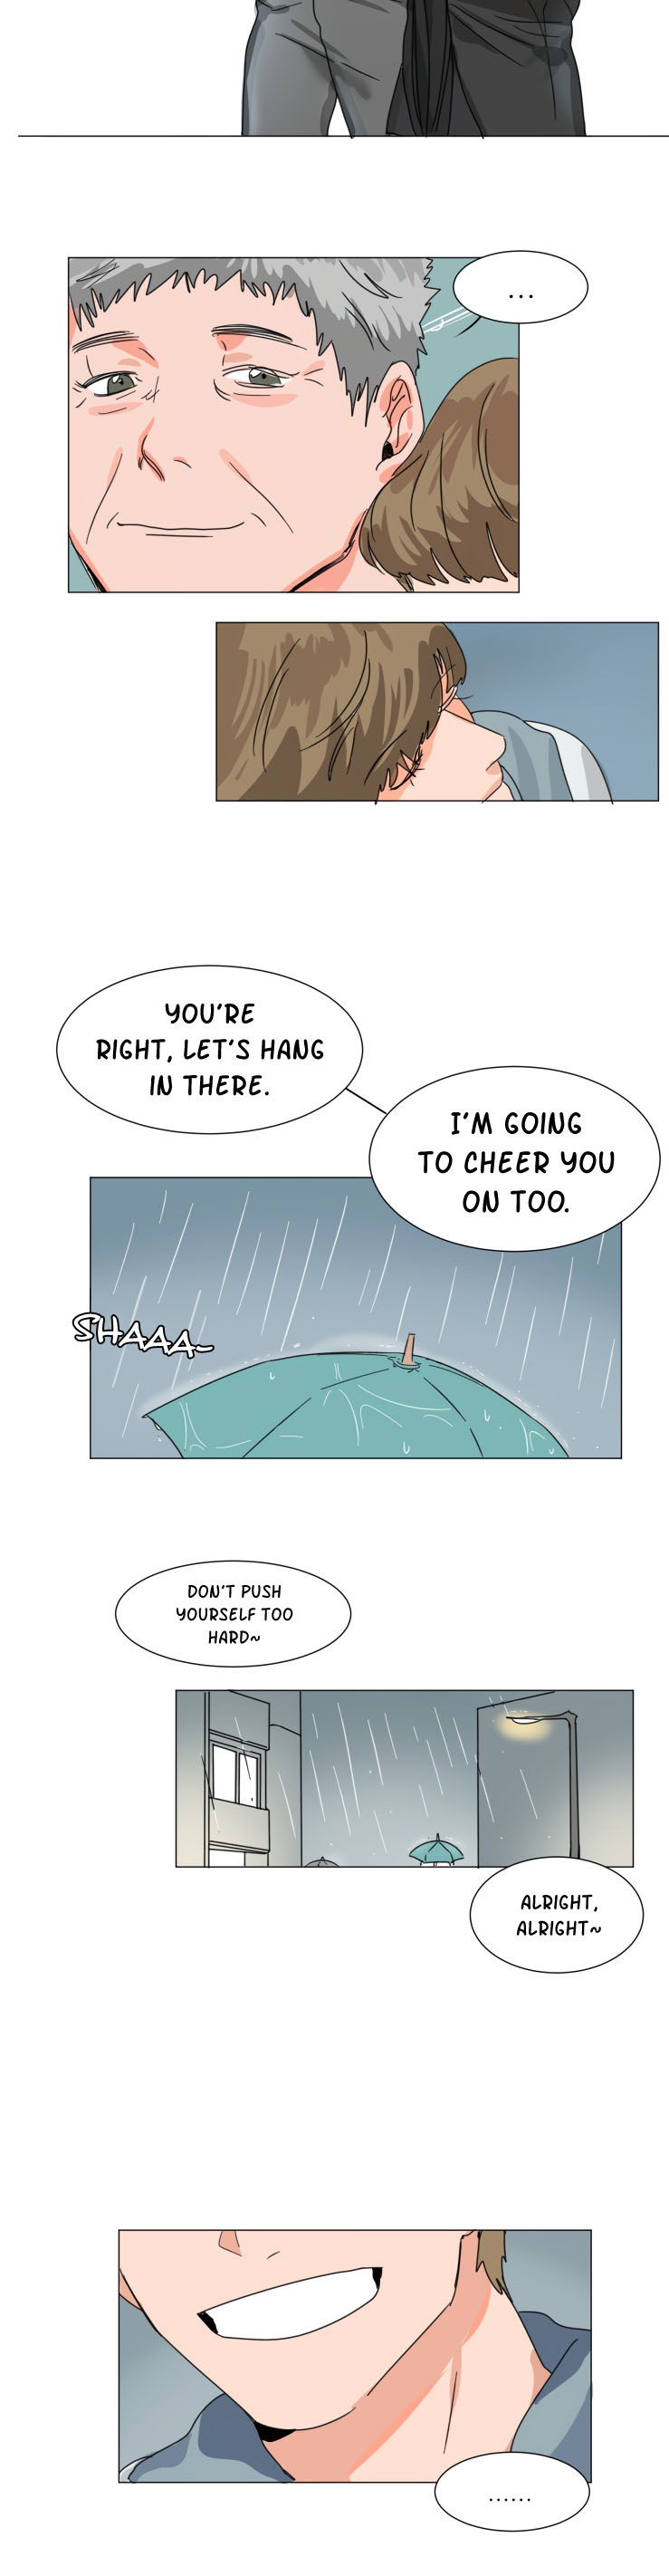 ...
YOU'RE
RIGHT, LET'S HANG
IN THERE.
I'M GOING
TO CHEER YOU
ON TOO.
SHAAA~
DON'T PUSH
YOURSELF TOO
HARD~
ALRIGHT,
ALRIGHT~
......